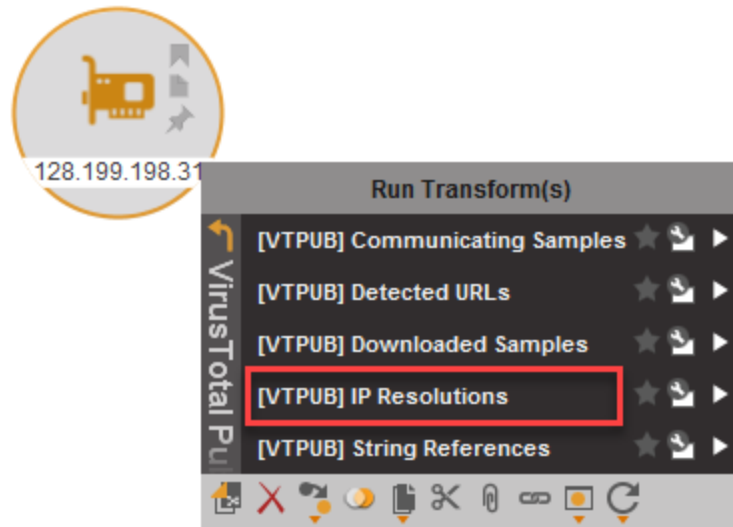 128.199.198.31
Run Transform(s)
VirusTotal Pu
[VTPUB] Communicating Samples
[VTPUB] Detected URLs
[VTPUB] Downloaded Samples
[VTPUB] IP Resolutions
[VTPUB] String References